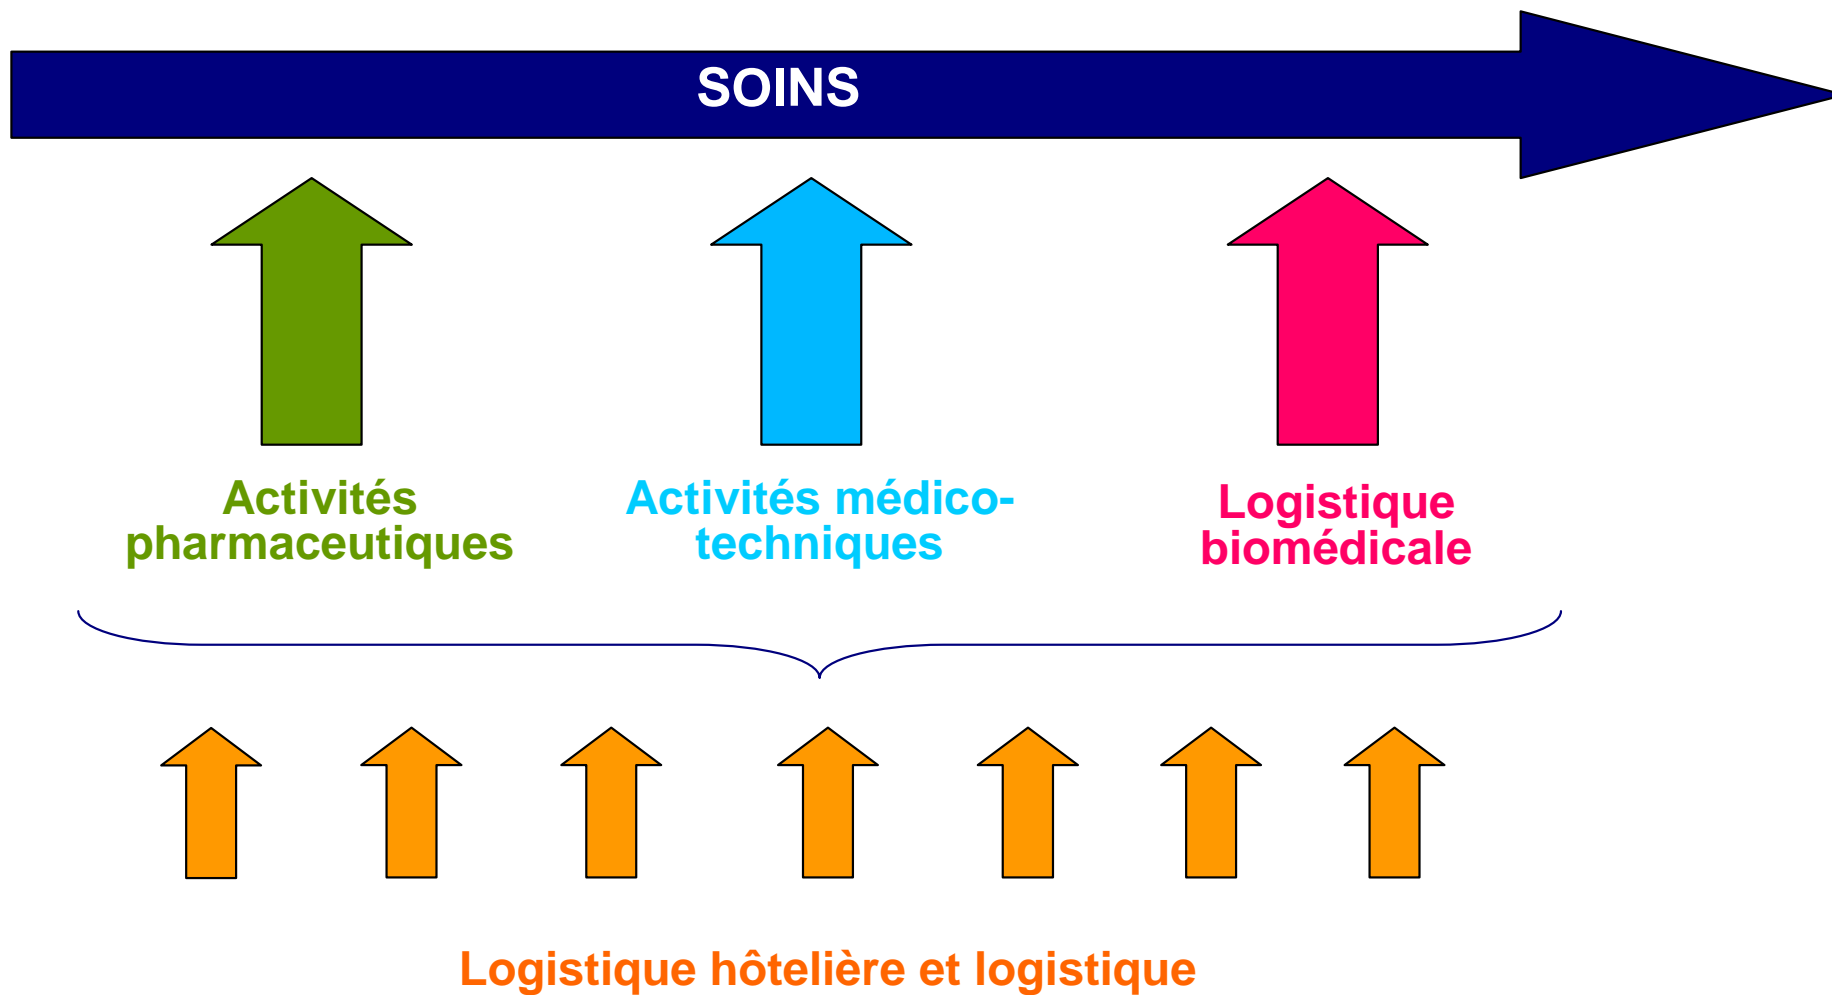 SOINS
Activités
pharmaceutiques
Activités médico-
techniques
Logistique
biomédicale
Logistique hôtelière et logistique